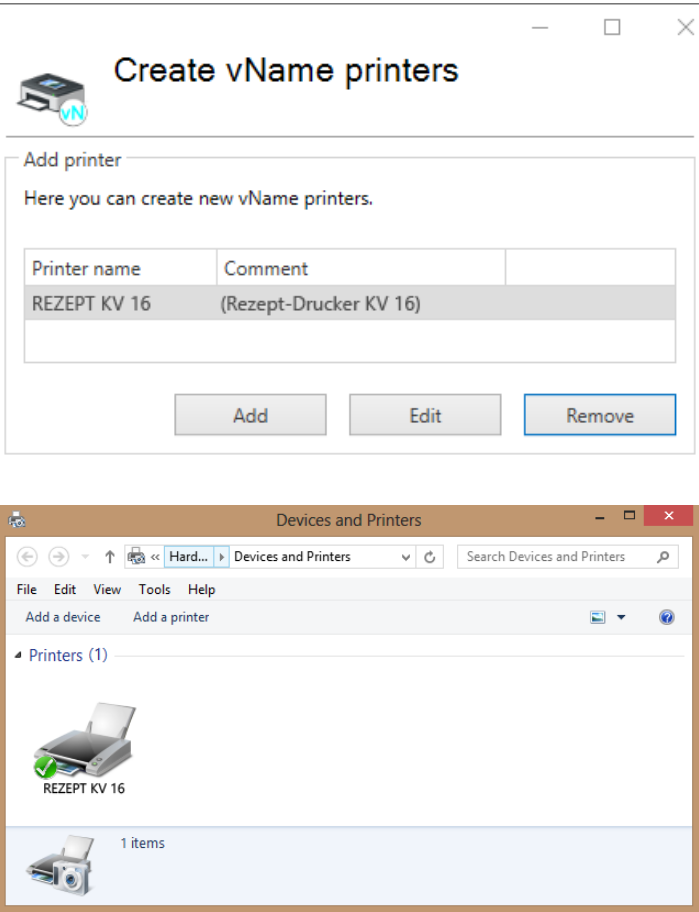 Create vName printers
vN
Add printer
Here you can create new vName printers.
Printer name Comment
REZEPT KV 16 (Rezept-Drucker KV 16)
Add Edit Remove
Devices and Printers
« Hard... Devices and Printers Search Devices and Printers
File Edit View Tools Help
Add a device Add a printer
Printers (1)
REZEPT KV 16
1 items